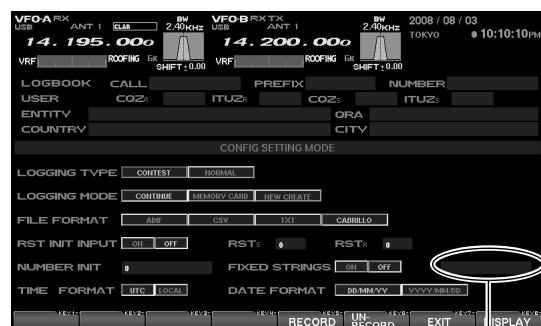 VFO-A RX VFO-B RX TX 2008 / 08 / 03
USB ANT 1 CLAR BW 2.40KHZ USB ANT 1 BW 2.40KHZ TOKYO 10:10:10PM
14. 195. 000 14. 200. 000
VRF ROOFING 6K SHIFT ±0.00 VRF ROOFING 6K SHIFT ±0.00
LOGBOOK CALL PREFIX NUMBER
USER CQZR ITUZR CQZS ITUZS
ENTITY QRA
COUNTRY CITY
CONFIG SETTING MODE
LOGGING TYPE CONTEST NORMAL
LOGGING MODE CONTINUE MEMORY CARD NEW CREATE
FILE FORMAT ADIF CSV TXT CABRILLO
RST INIT INPUT ON OFF RSTS 0 RSTR 0
NUMBER INIT 0 FIXED STRINGS ON OFF
TIME FORMAT UTC LOCAL DATE FORMAT DD/MM/YY YYYY/MM/DD
KEY1 KEY2 KEY3 KEY4 KEY5 KEY6 KEY7 KEY8
RECORD UN-RECORD EXIT DISPLAY